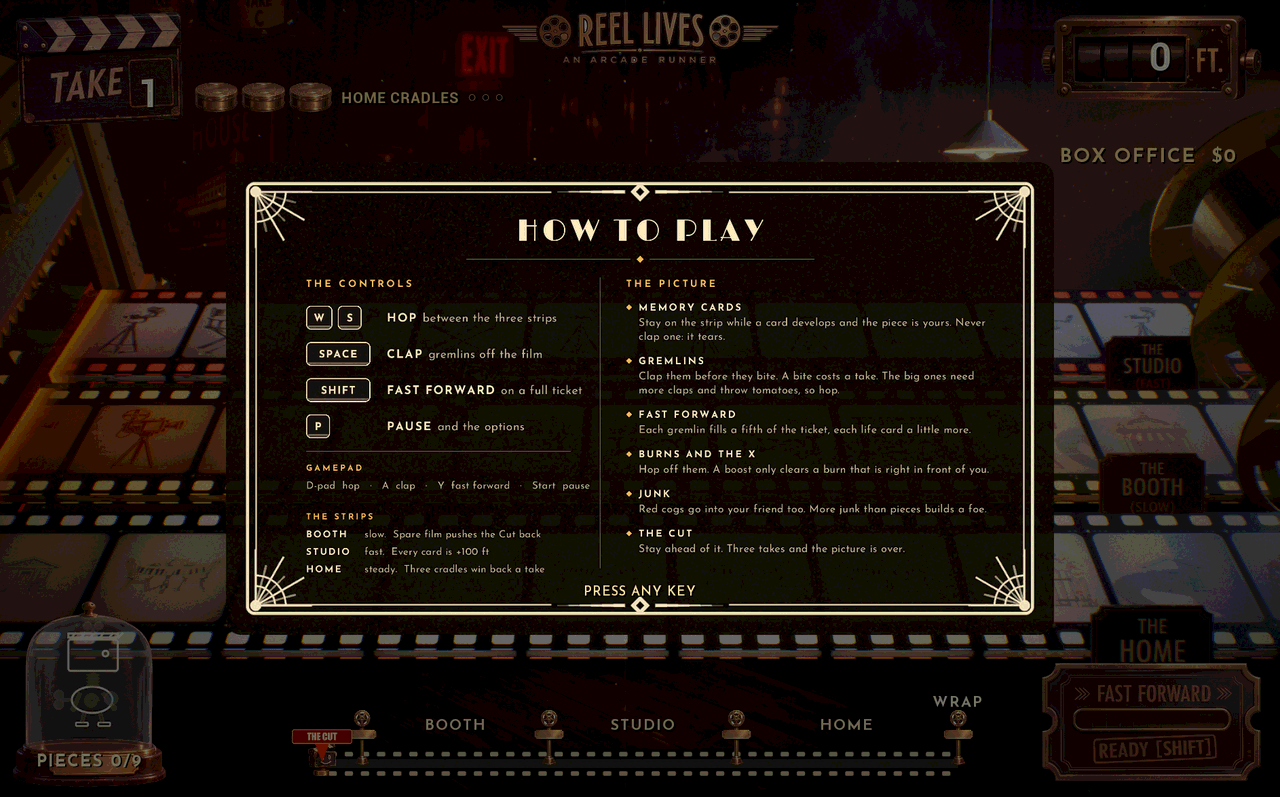 REEL LIVES
AN ARCADE RUNNER
EXIT
TAKE 1
HOME CRADLES
0 FT.
BOX OFFICE $0
HOW TO PLAY
THE CONTROLS
W S HOP between the three strips
SPACE CLAP gremlins off the film
SHIFT FAST FORWARD on a full ticket
P PAUSE and the options
GAMEPAD
D-pad hop · A clap · Y fast forward · Start pause
THE STRIPS
BOOTH slow. Spare film pushes the Cut back
STUDIO fast. Every card is +100 ft
HOME steady. Three cradles win back a take
THE PICTURE
MEMORY CARDS
Stay on the strip while a card develops and the piece is yours. Never
clap one: it tears.
GREMLINS
Clap them before they bite. A bite costs a take. The big ones need
more claps and throw tomatoes, so hop.
FAST FORWARD
Each gremlin fills a fifth of the ticket, each life card a little more.
BURNS AND THE X
Hop off them. A boost only clears a burn that is right in front of you.
JUNK
Red cogs go into your friend too. More junk than pieces builds a foe.
THE CUT
Stay ahead of it. Three takes and the picture is over.
PRESS ANY KEY
THE
STUDIO
(FAST)
THE
BOOTH
(SLOW)
THE
HOME
PIECES 0/9
THE CUT
BOOTH
STUDIO
HOME
WRAP
FAST FORWARD
READY [SHIFT]